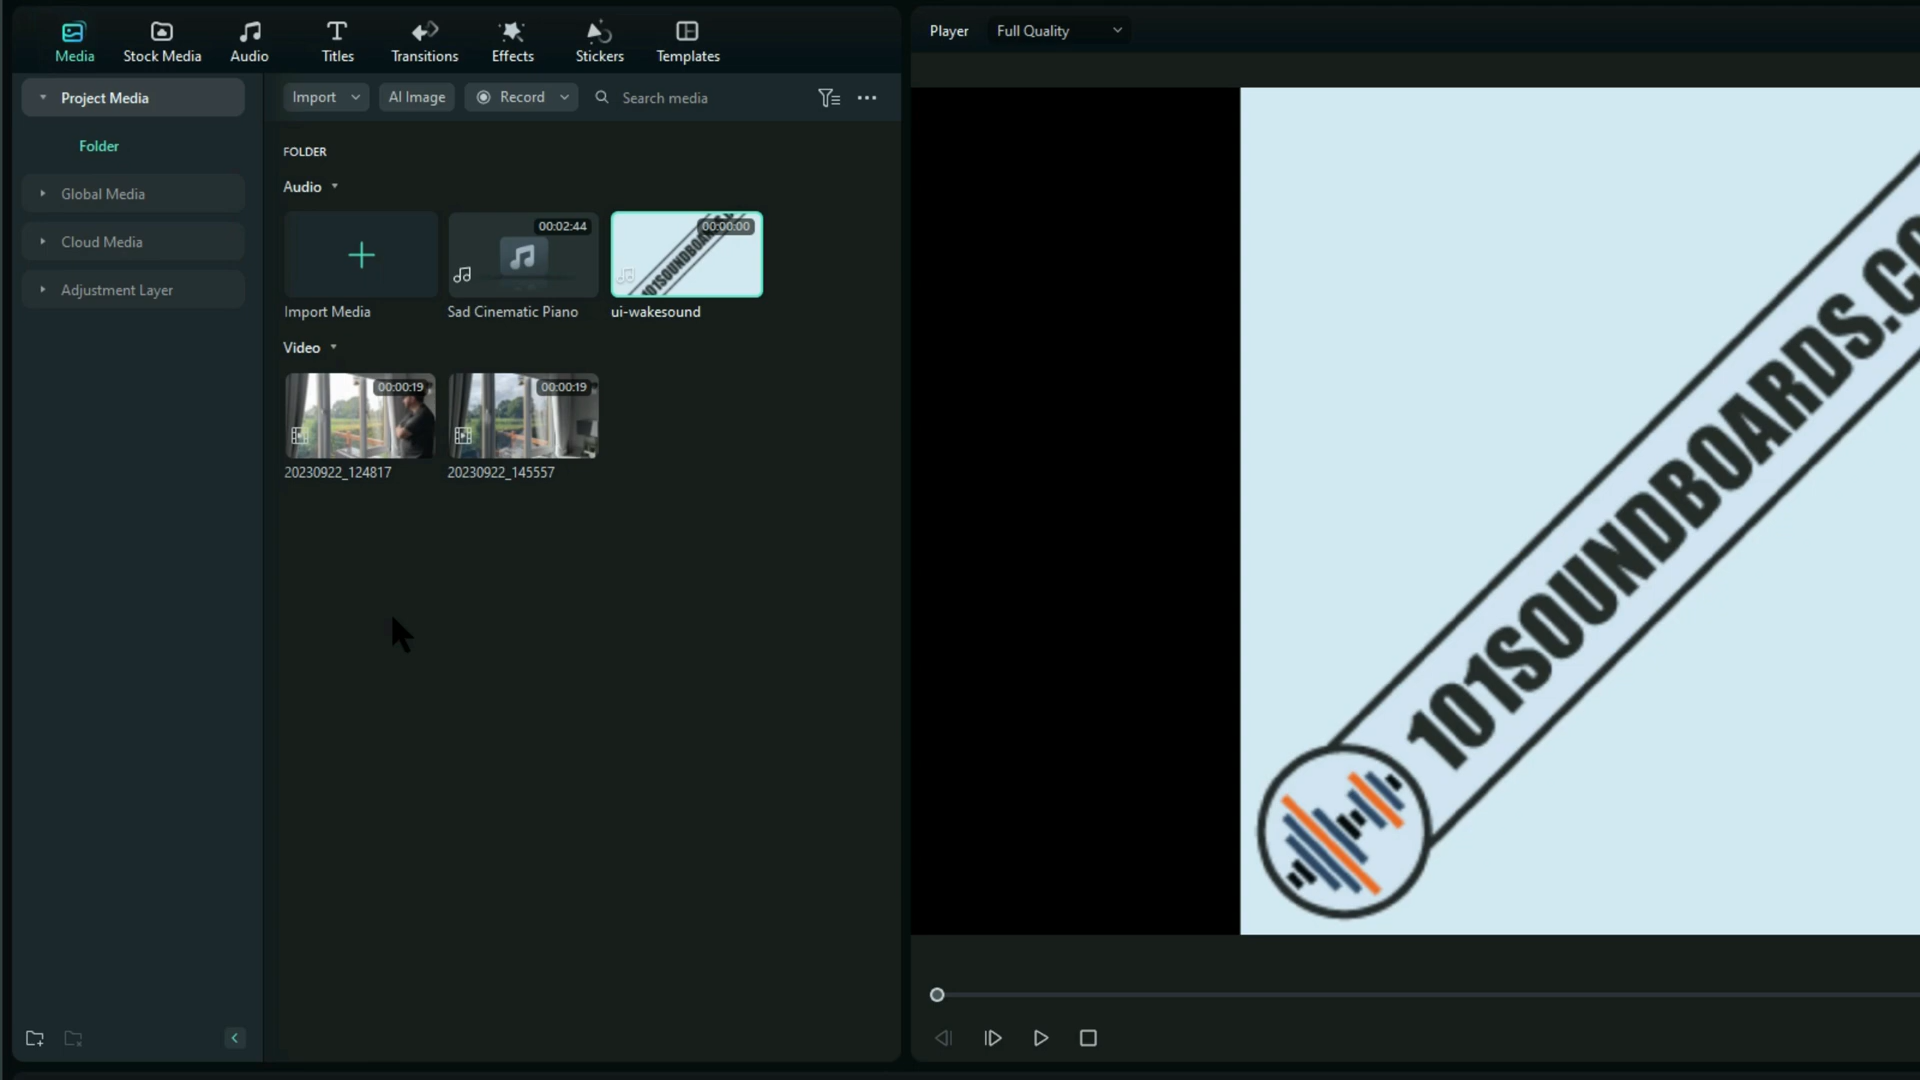 Media
Stock Media
Audio
Titles
Transitions
Effects
Stickers
Templates
Player
Full Quality
Project Media
Import
AI Image
Record
Search media
Folder
FOLDER
Global Media
Audio
Cloud Media
00:02:44
00:00:00
Adjustment Layer
Import Media
Sad Cinematic Piano
ui-wakesound
Video
00:00:19
00:00:19
20230922_124817
20230922_145557
101SOUNDBOARDS.CO